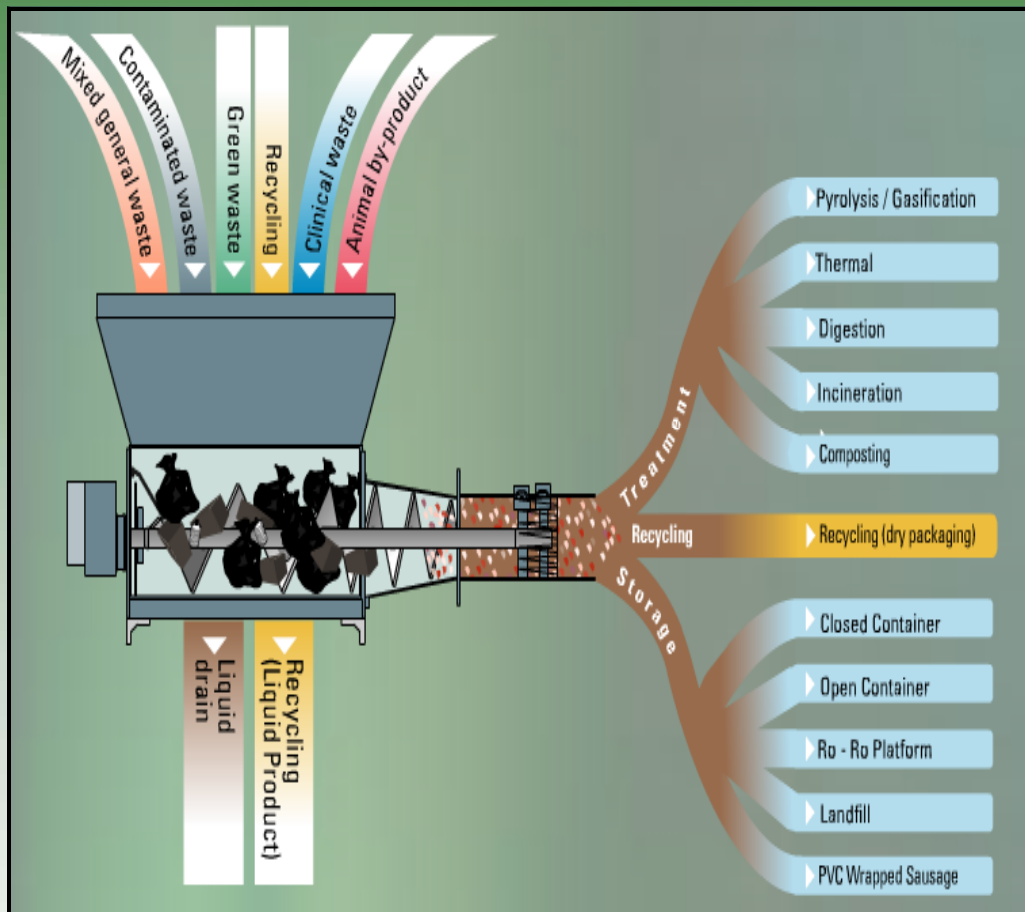 Mixed general waste
Contaminated waste
Green waste
Recycling
Clinical waste
Animal by-product
Pyrolysis / Gasification
Thermal
Digestion
Incineration
Composting
Treatment
Recycling
Recycling (dry packaging)
Storage
Closed Container
Open Container
Ro - Ro Platform
Landfill
PVC Wrapped Sausage
Liquid
drain
Recycling
(Liquid Product)